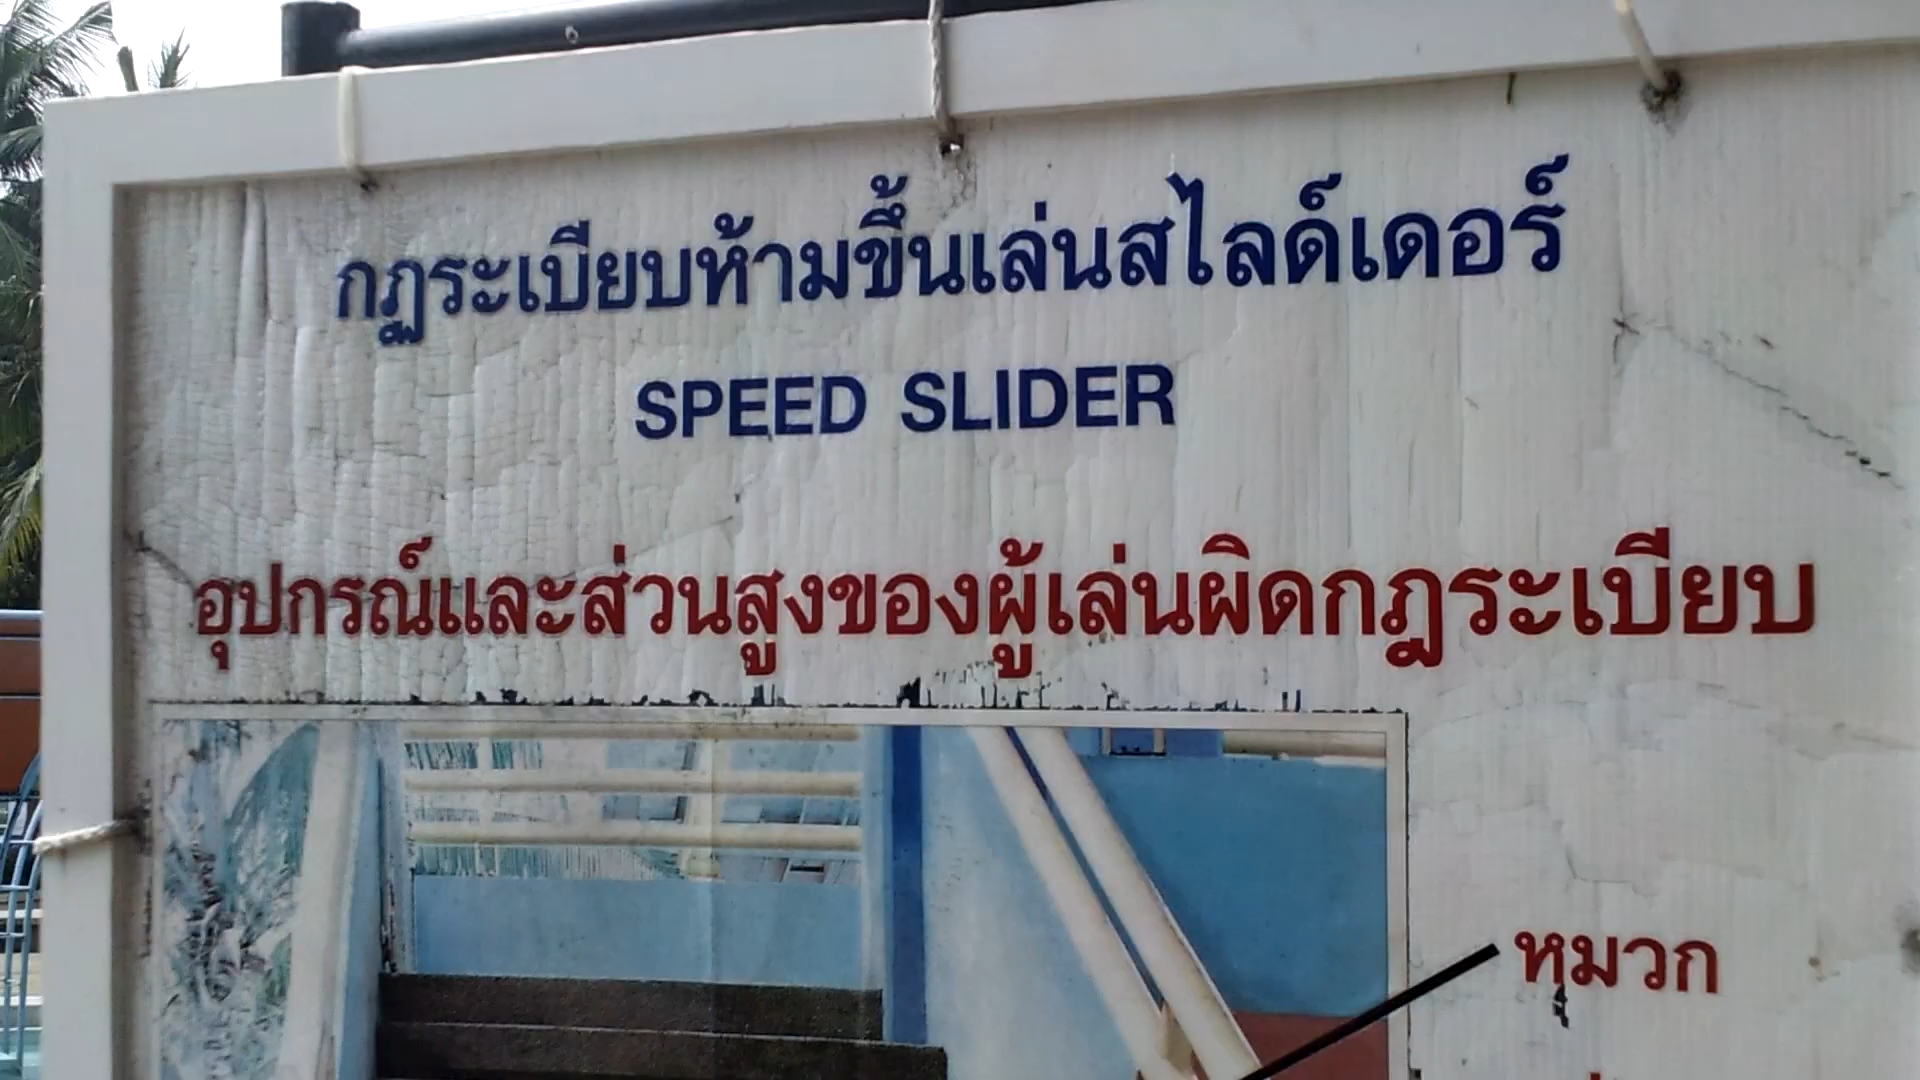 กฎระเบียบห้ามขึ้นเล่นสไลด์เดอร์
SPEED SLIDER
อุปกรณ์และส่วนสูงของผู้เล่นผิดกฎระเบียบ
หมวก